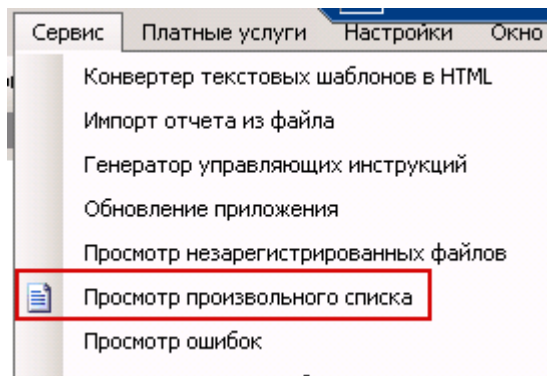 Сервис Платные услуги Настройки Окно
Конвертер текстовых шаблонов в HTML
Импорт отчета из файла
Генератор управляющих инструкций
Обновление приложения
Просмотр незарегистрированных файлов
Просмотр произвольного списка
Просмотр ошибок